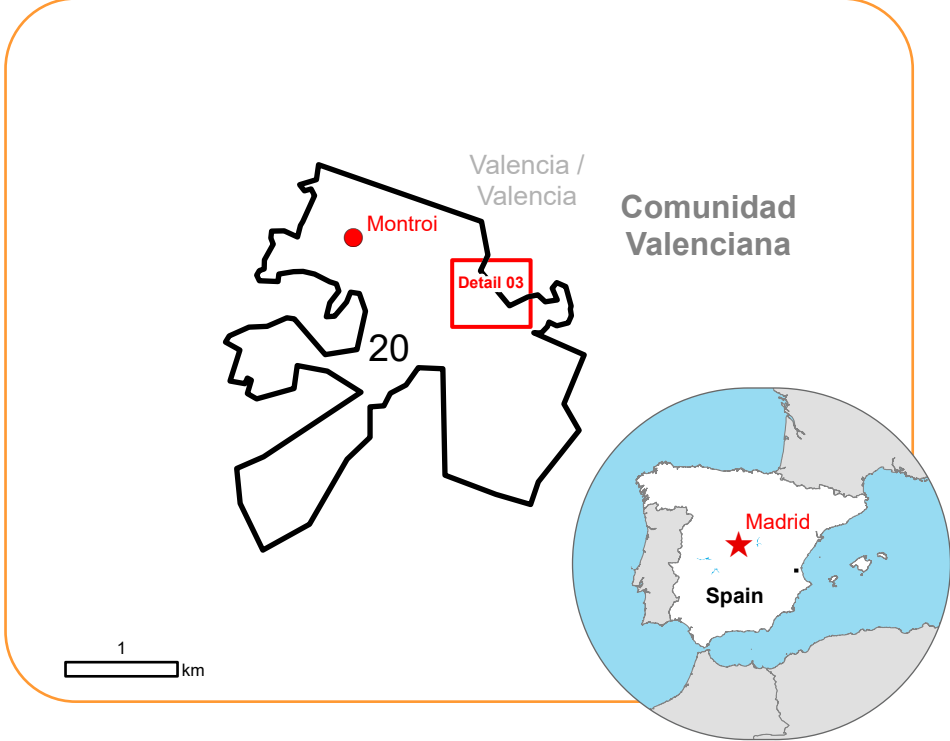 Valencia /
Valencia
Comunidad
Valenciana
Montroi
Detail 03
20
Madrid
Spain
1
km